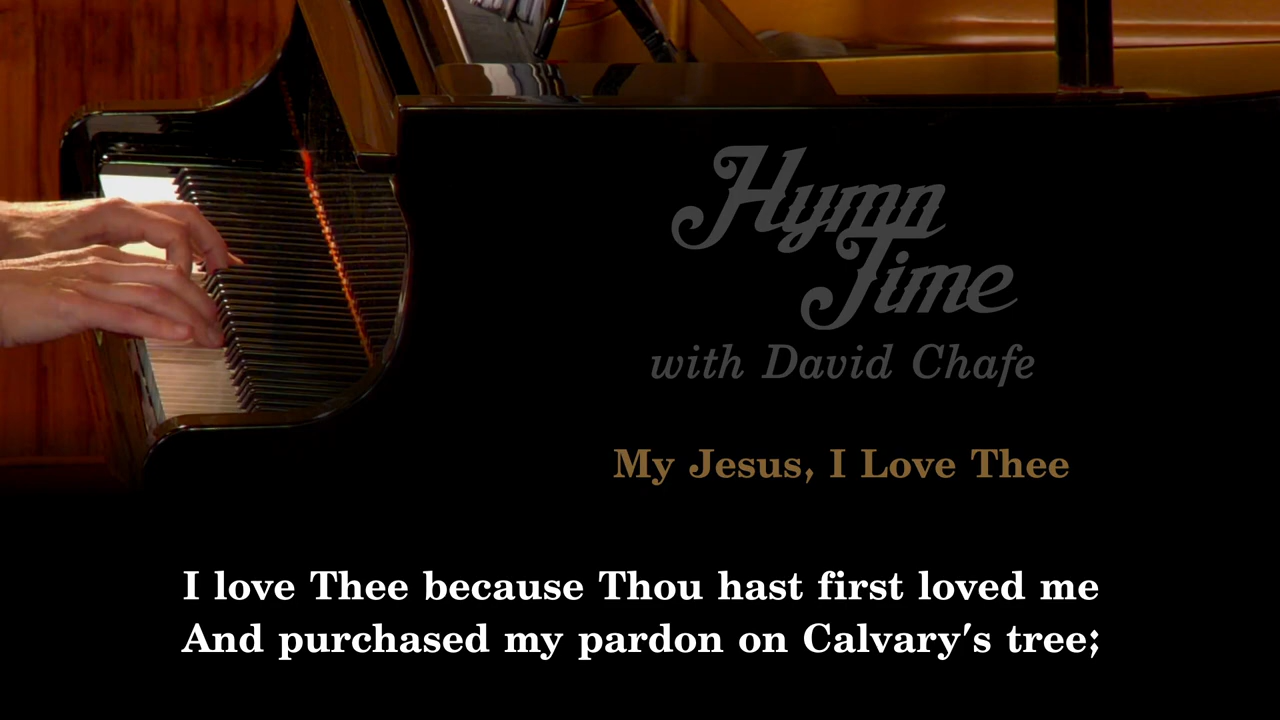 Hymn
Time
with David Chafe
My Jesus, I Love Thee
I love Thee because Thou hast first loved me
And purchased my pardon on Calvary's tree;